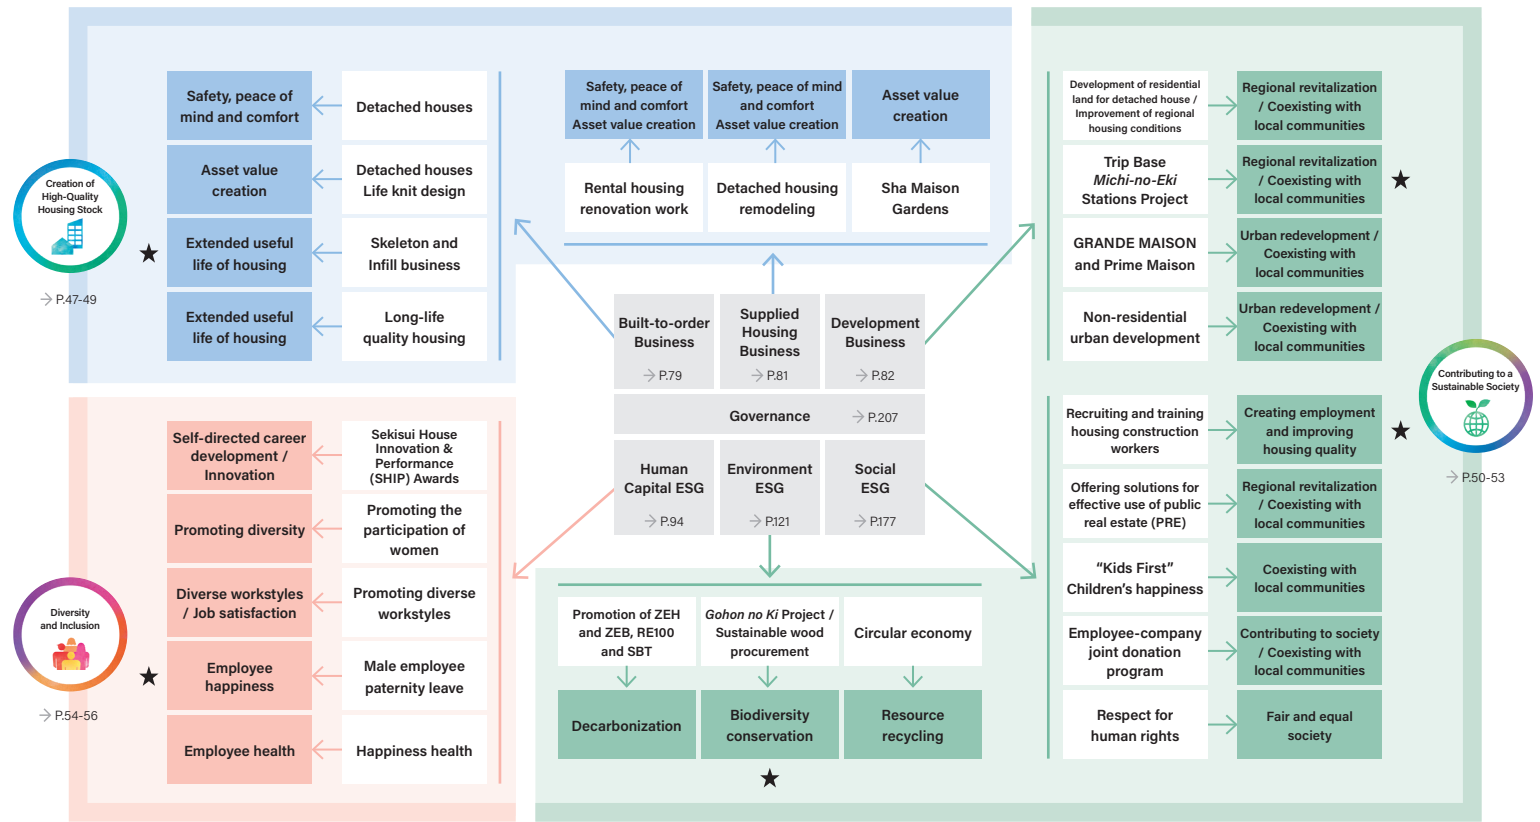 Creation of
High-Quality
Housing Stock
P.47-49
Safety, peace of
mind and comfort
Detached houses
Asset value
creation
Detached houses
Life knit design
Extended useful
life of housing
Skeleton and
Infill business
Extended useful
life of housing
Long-life
quality housing
Safety, peace of
mind and comfort
Asset value creation
Safety, peace of mind
and comfort
Asset value creation
Asset value
creation
Rental housing
renovation work
Detached housing
remodeling
Sha Maison
Gardens
Built-to-order
Business
P.79
Supplied
Housing
Business
P.81
Development
Business
P.82
Governance
P.207
Human
Capital ESG
P.94
Environment
ESG
P.121
Social
ESG
P.177
Development of residential
land for detached house /
Improvement of regional
housing conditions
Regional revitalization
/ Coexisting with
local communities
Trip Base
Michi-no-Eki
Stations Project
Regional revitalization
/ Coexisting with
local communities
GRANDE MAISON
and Prime Maison
Urban redevelopment /
Coexisting with
local communities
Non-residential
urban development
Urban redevelopment /
Coexisting with
local communities
Contributing to a
Sustainable Society
P.50-53
Recruiting and training
housing construction
workers
Creating employment
and improving
housing quality
Offering solutions for
effective use of public
real estate (PRE)
Regional revitalization
/ Coexisting with
local communities
“Kids First”
Children’s happiness
Coexisting with
local communities
Employee-company
joint donation
program
Contributing to society
/ Coexisting with
local communities
Respect for
human rights
Fair and equal
society
Diversity
and Inclusion
P.54-56
Self-directed career
development /
Innovation
Sekisui House
Innovation &
Performance
(SHIP) Awards
Promoting diversity
Promoting the
participation of
women
Diverse workstyles
/ Job satisfaction
Promoting diverse
workstyles
Employee
happiness
Male employee
paternity leave
Employee health
Happiness health
Promotion of ZEH
and ZEB, RE100
and SBT
Gohon no Ki Project /
Sustainable wood
procurement
Circular economy
Decarbonization
Biodiversity
conservation
Resource
recycling